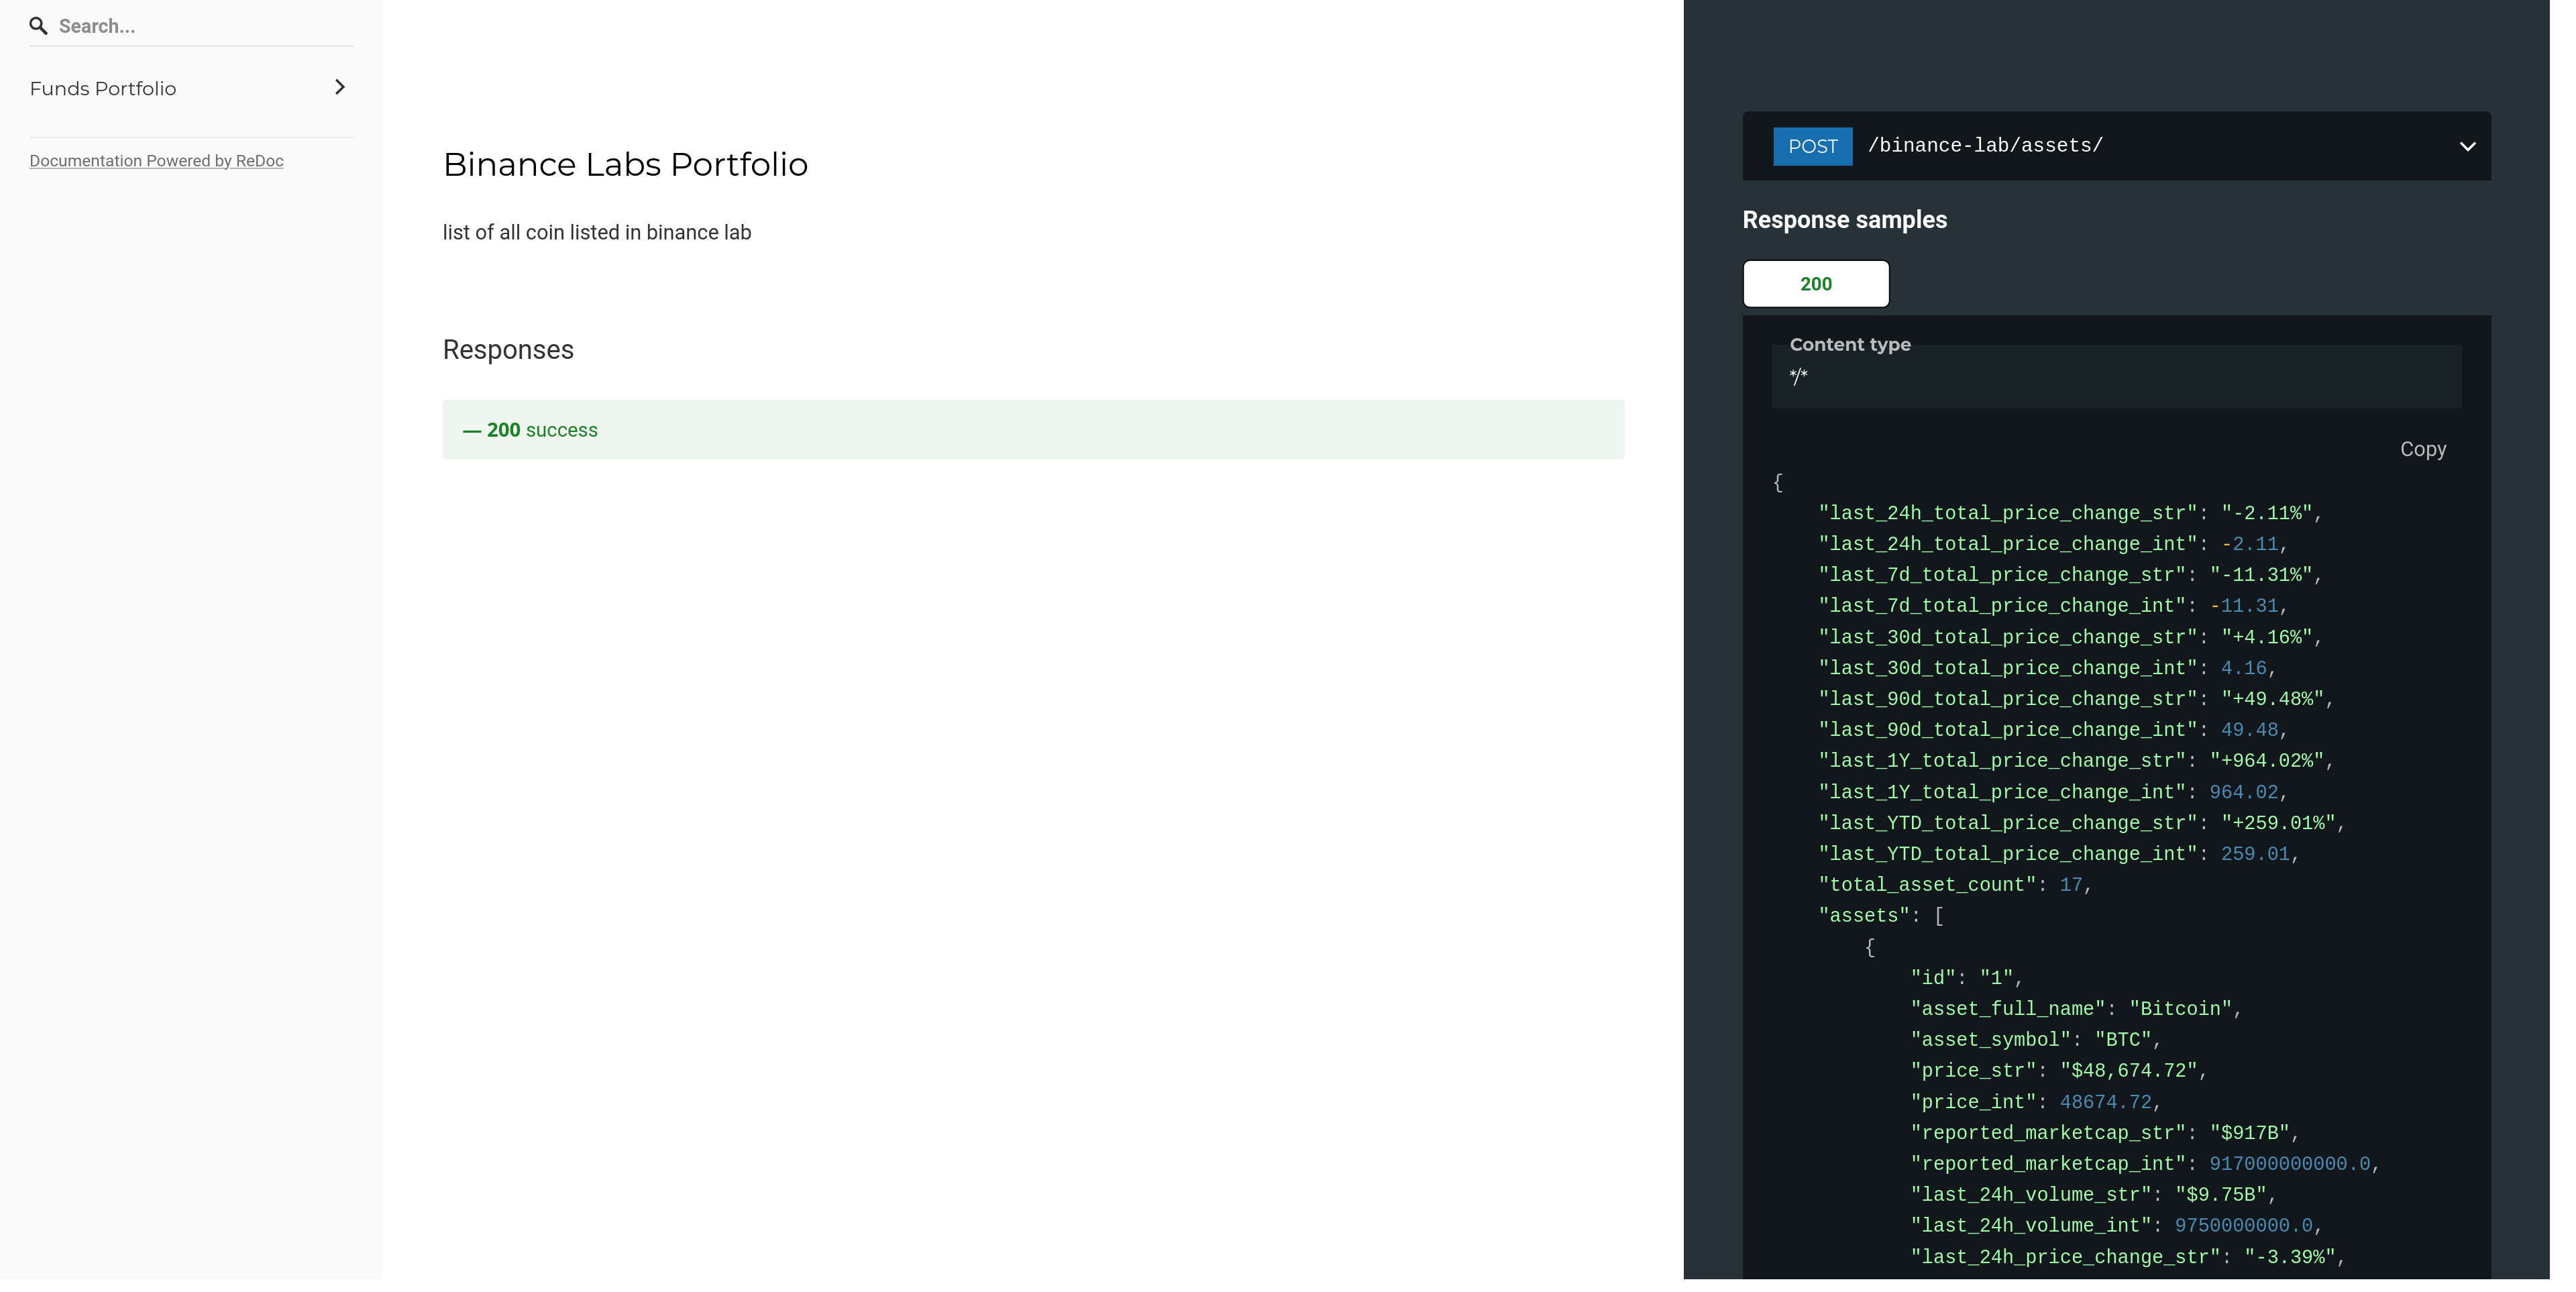 Search...
Funds Portfolio
Documentation Powered by ReDoc
Binance Labs Portfolio
list of all coin listed in binance lab
Responses
— 200 success
POST /binance-lab/assets/
Response samples
200
Content type
*/*
Copy
{
"last_24h_total_price_change_str": "-2.11%",
"last_24h_total_price_change_int": -2.11,
"last_7d_total_price_change_str": "-11.31%",
"last_7d_total_price_change_int": -11.31,
"last_30d_total_price_change_str": "+4.16%",
"last_30d_total_price_change_int": 4.16,
"last_90d_total_price_change_str": "+49.48%",
"last_90d_total_price_change_int": 49.48,
"last_1Y_total_price_change_str": "+964.02%",
"last_1Y_total_price_change_int": 964.02,
"last_YTD_total_price_change_str": "+259.01%",
"last_YTD_total_price_change_int": 259.01,
"total_asset_count": 17,
"assets": [
{
"id": "1",
"asset_full_name": "Bitcoin",
"asset_symbol": "BTC",
"price_str": "$48,674.72",
"price_int": 48674.72,
"reported_marketcap_str": "$917B",
"reported_marketcap_int": 917000000000.0,
"last_24h_volume_str": "$9.75B",
"last_24h_volume_int": 9750000000.0,
"last_24h_price_change_str": "-3.39%",